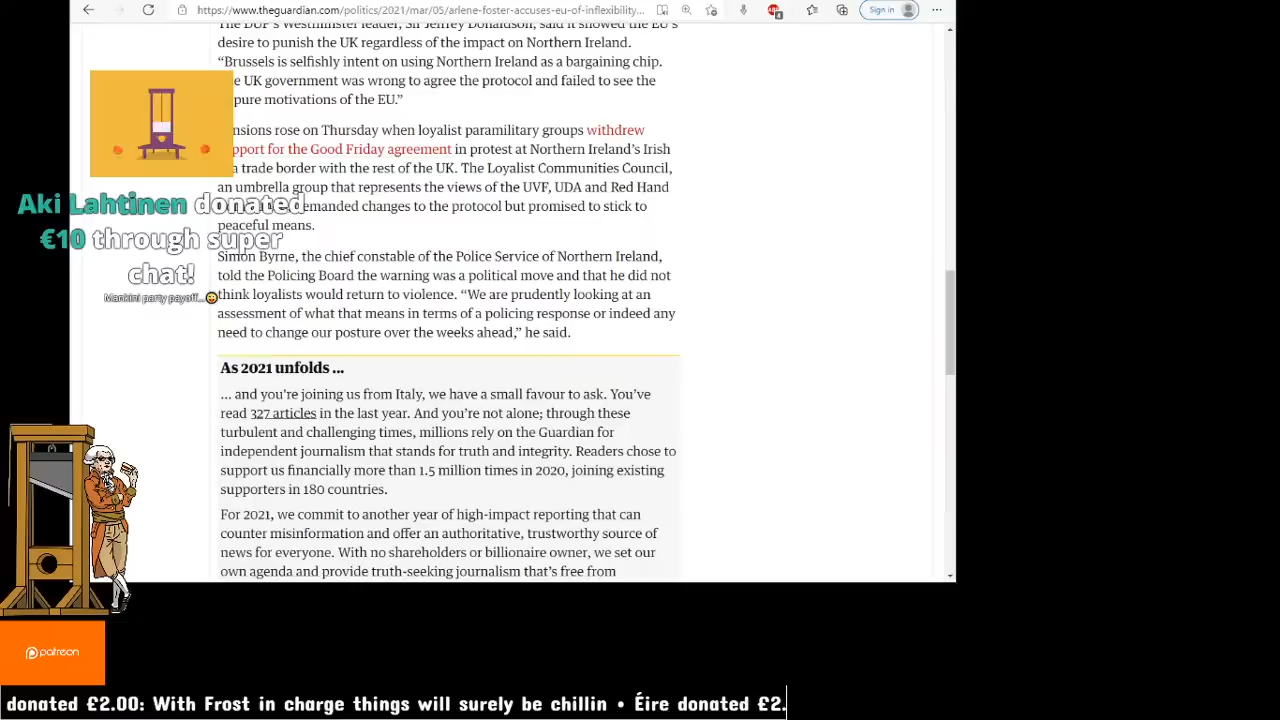 https://www.theguardian.com/politics/2021/mar/05/arlene-foster-accuses-eu-of-inflexibility...
Sign in
The DUP's Westminster leader, Sir Jeffrey Donaldson, said it showed the EU's
desire to punish the UK regardless of the impact on Northern Ireland.
“Brussels is selfishly intent on using Northern Ireland as a bargaining chip.
e UK government was wrong to agree the protocol and failed to see the
pure motivations of the EU.”
nsions rose on Thursday when loyalist paramilitary groups withdrew
pport for the Good Friday agreement in protest at Northern Ireland's Irish
a trade border with the rest of the UK. The Loyalist Communities Council,
an umbrella group that represents the views of the UVF, UDA and Red Hand
demanded changes to the protocol but promised to stick to
peaceful means.
Aki Lahtinen donated
€10 through super
chat!
Mankini party payoff...
Simon Byrne, the chief constable of the Police Service of Northern Ireland,
told the Policing Board the warning was a political move and that he did not
think loyalists would return to violence. “We are prudently looking at an
assessment of what that means in terms of a policing response or indeed any
need to change our posture over the weeks ahead,” he said.
As 2021 unfolds ...
... and you're joining us from Italy, we have a small favour to ask. You've
read 327 articles in the last year. And you're not alone; through these
turbulent and challenging times, millions rely on the Guardian for
independent journalism that stands for truth and integrity. Readers chose to
support us financially more than 1.5 million times in 2020, joining existing
supporters in 180 countries.
For 2021, we commit to another year of high-impact reporting that can
counter misinformation and offer an authoritative, trustworthy source of
news for everyone. With no shareholders or billionaire owner, we set our
own agenda and provide truth-seeking journalism that's free from
patreon
donated £2.00: With Frost in charge things will surely be chillin • Éire donated £2.